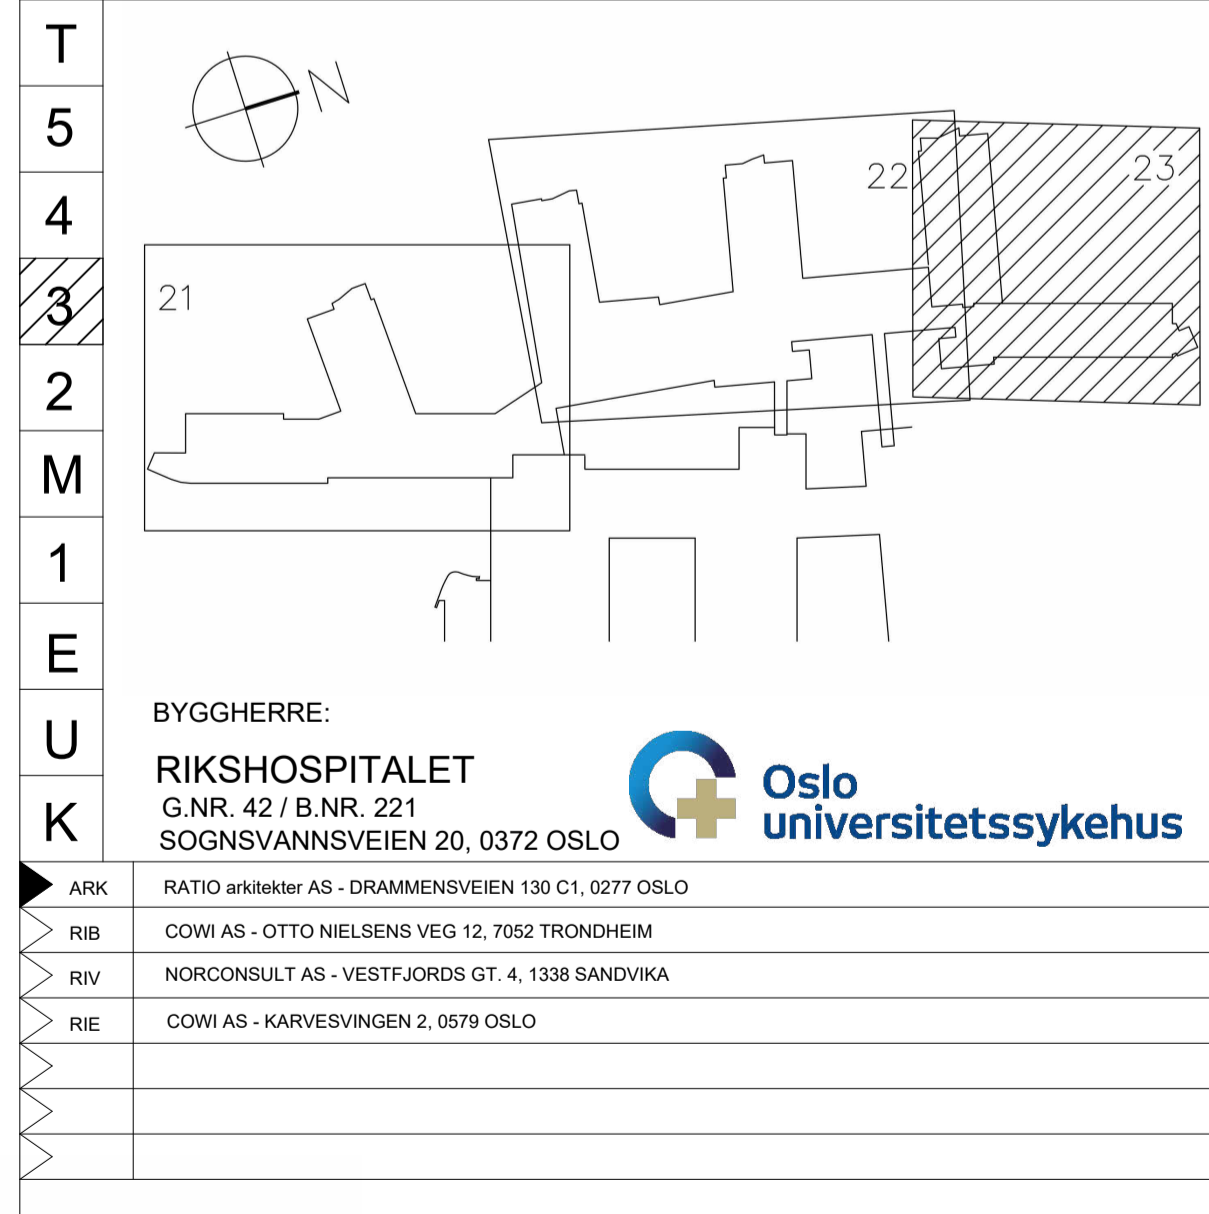 T
5
4
3
2
M
1
E
U
K
N
21
22
23
BYGGHERRE:
RIKSHOSPITALET
G.NR. 42 / B.NR. 221
SOGNSVANNSVEIEN 20, 0372 OSLO
Oslo
universitetssykehus
ARK RATIO arkitekter AS - DRAMMENSVEIEN 130 C1, 0277 OSLO
RIB COWI AS - OTTO NIELSENS VEG 12, 7052 TRONDHEIM
RIV NORCONSULT AS - VESTFJORDS GT. 4, 1338 SANDVIKA
RIE COWI AS - KARVESVINGEN 2, 0579 OSLO